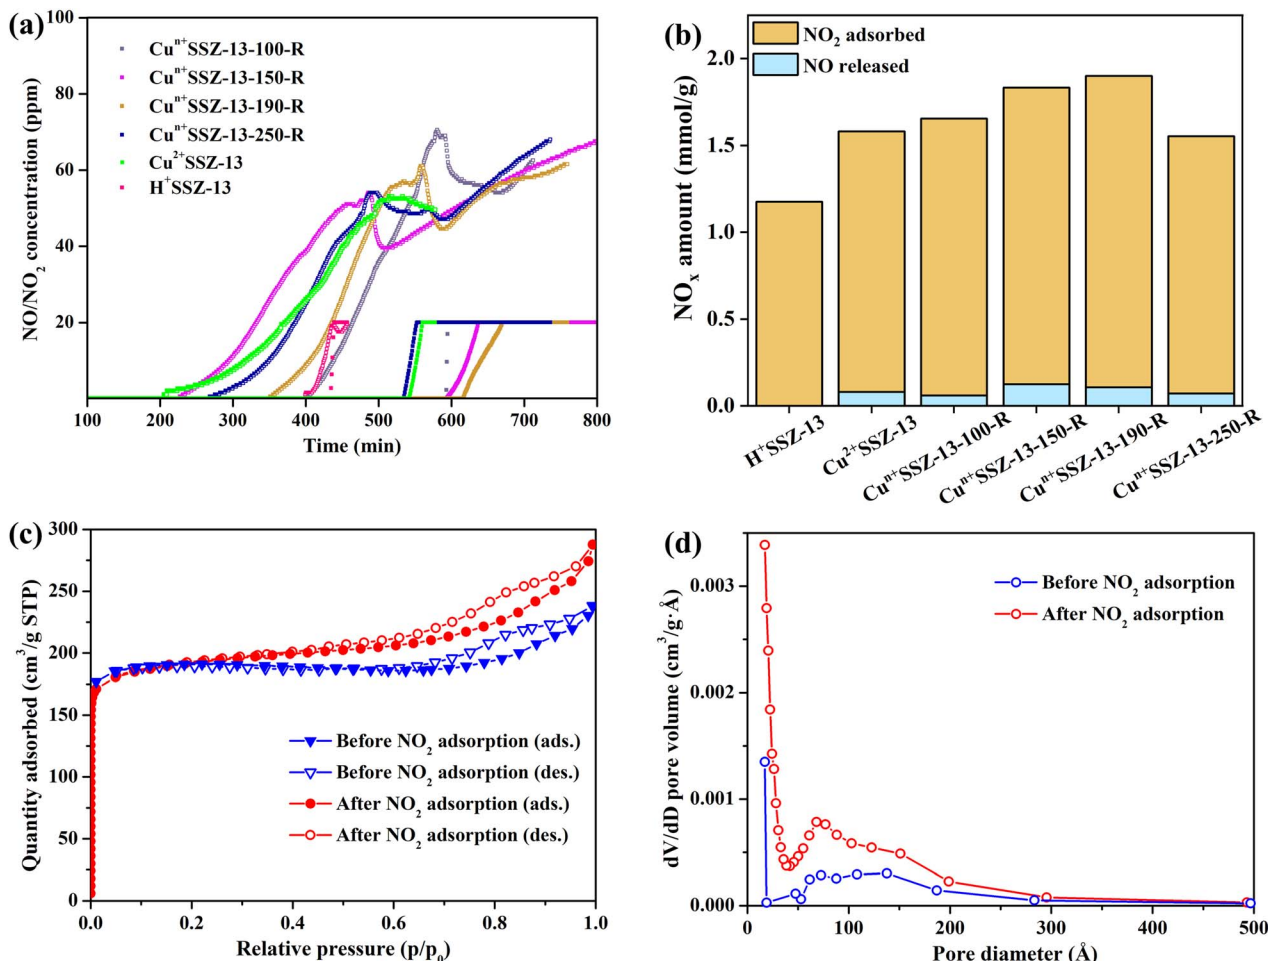 (a)
100
80
60
40
20
NO/NO₂ concentration (ppm)
Cuⁿ⁺SSZ-13-100-R
Cuⁿ⁺SSZ-13-150-R
Cuⁿ⁺SSZ-13-190-R
Cuⁿ⁺SSZ-13-250-R
Cu²⁺SSZ-13
H⁺SSZ-13
100 200 300 400 500 600 700 800
Time (min)
(b)
NO₂ adsorbed
NO released
2.0
1.5
1.0
0.5
0.0
NOₓ amount (mmol/g)
H⁺SSZ-13
Cu²⁺SSZ-13
Cuⁿ⁺SSZ-13-100-R
Cuⁿ⁺SSZ-13-150-R
Cuⁿ⁺SSZ-13-190-R
Cuⁿ⁺SSZ-13-250-R
(c)
300
250
200
150
100
50
0
Quantity adsorbed (cm³/g STP)
Before NO₂ adsorption (ads.)
Before NO₂ adsorption (des.)
After NO₂ adsorption (ads.)
After NO₂ adsorption (des.)
0.0 0.2 0.4 0.6 0.8 1.0
Relative pressure (p/p₀)
(d)
0.003
0.002
0.001
0.000
dV/dD pore volume (cm³/g·Å)
Before NO₂ adsorption
After NO₂ adsorption
0 100 200 300 400 500
Pore diameter (Å)